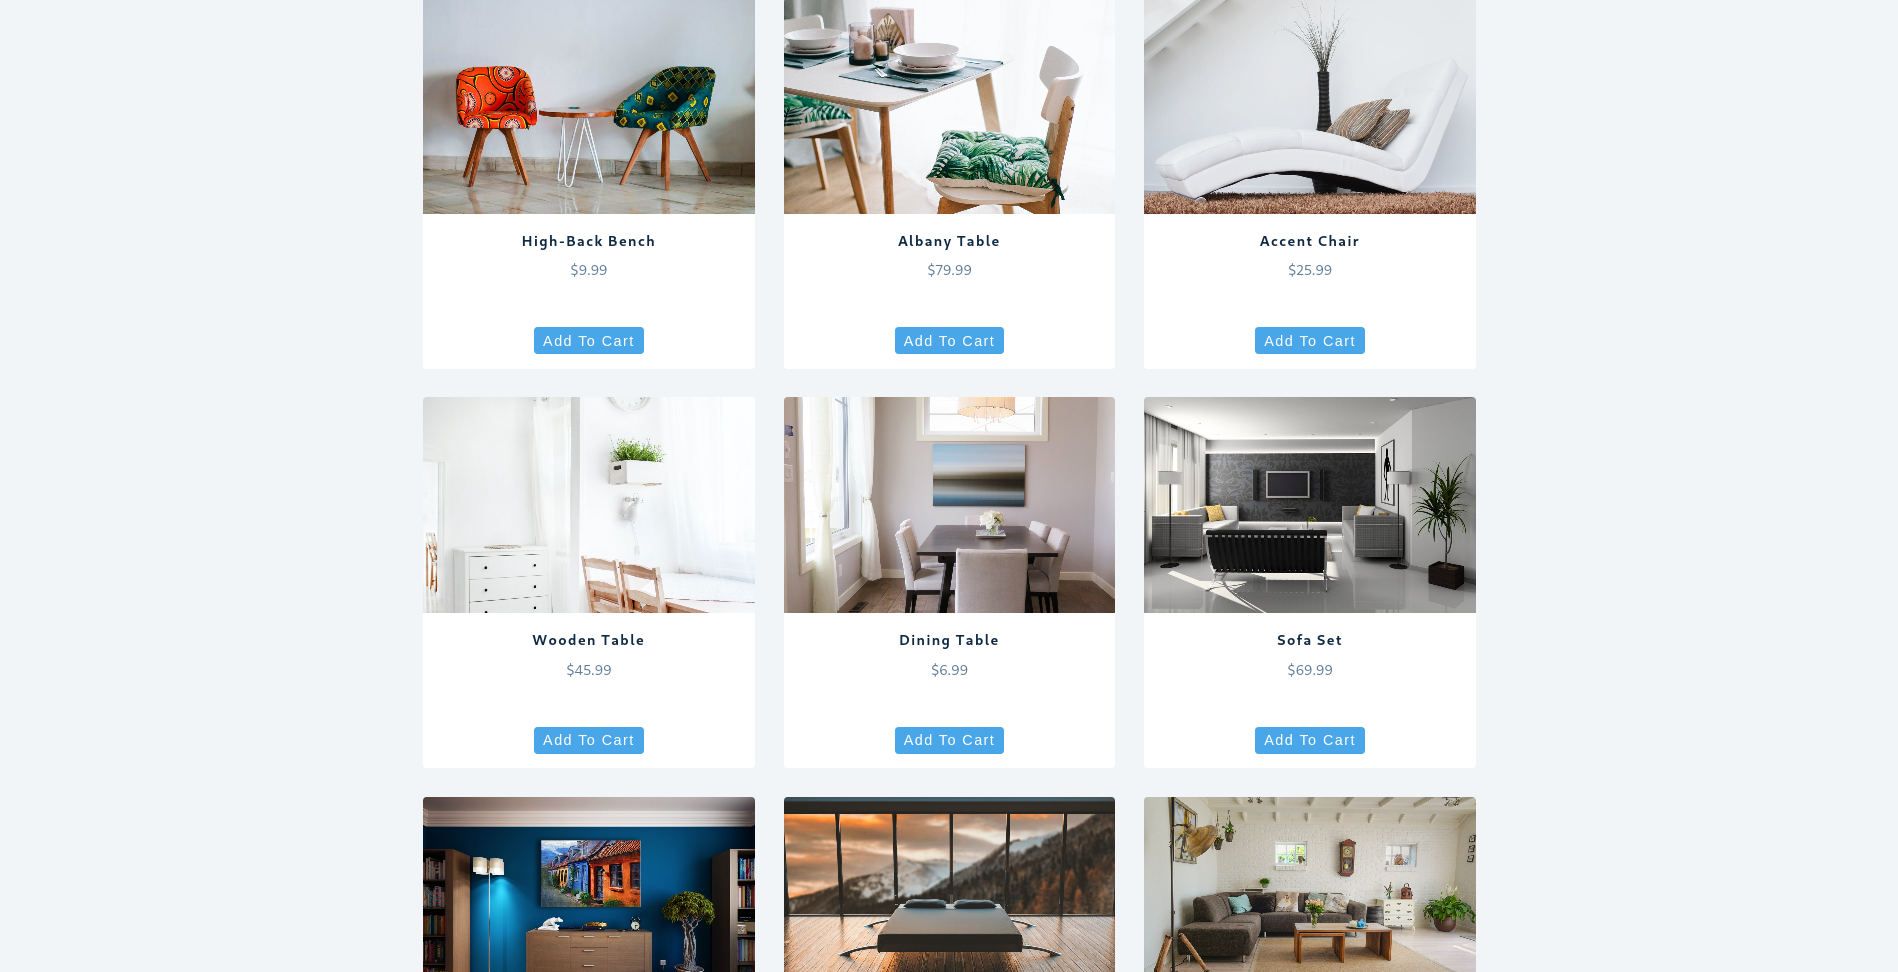 High-Back Bench
$9.99
Add To Cart
Albany Table
$79.99
Add To Cart
Accent Chair
$25.99
Add To Cart
Wooden Table
$45.99
Add To Cart
Dining Table
$6.99
Add To Cart
Sofa Set
$69.99
Add To Cart